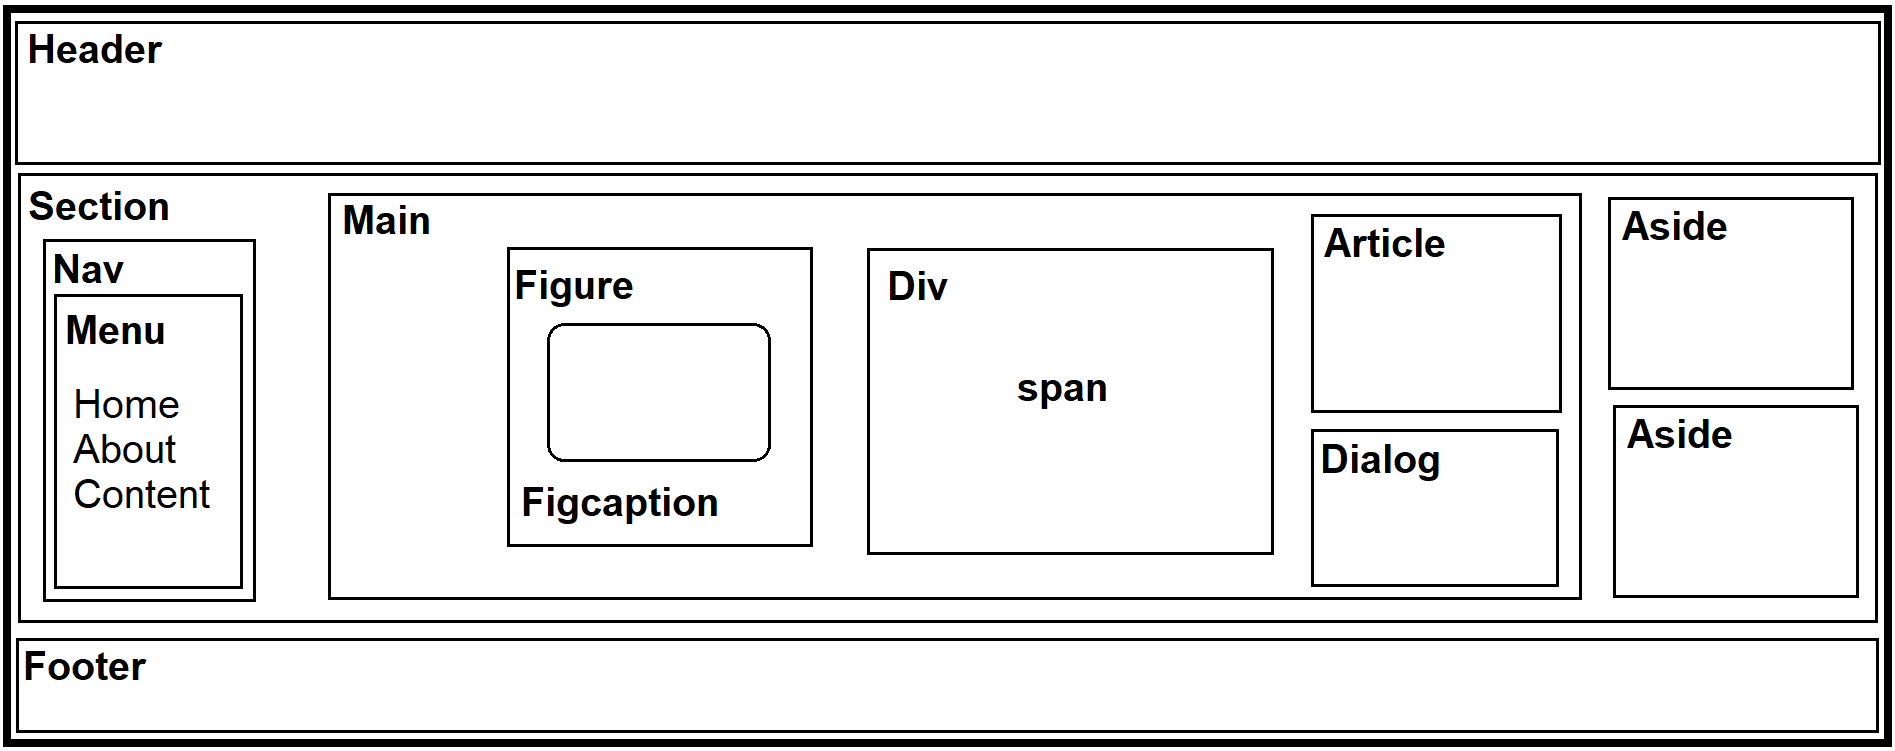 Header
Section
Nav
Menu
Home
About
Content
Main
Figure
Figcaption
Div
span
Article
Dialog
Aside
Aside
Footer